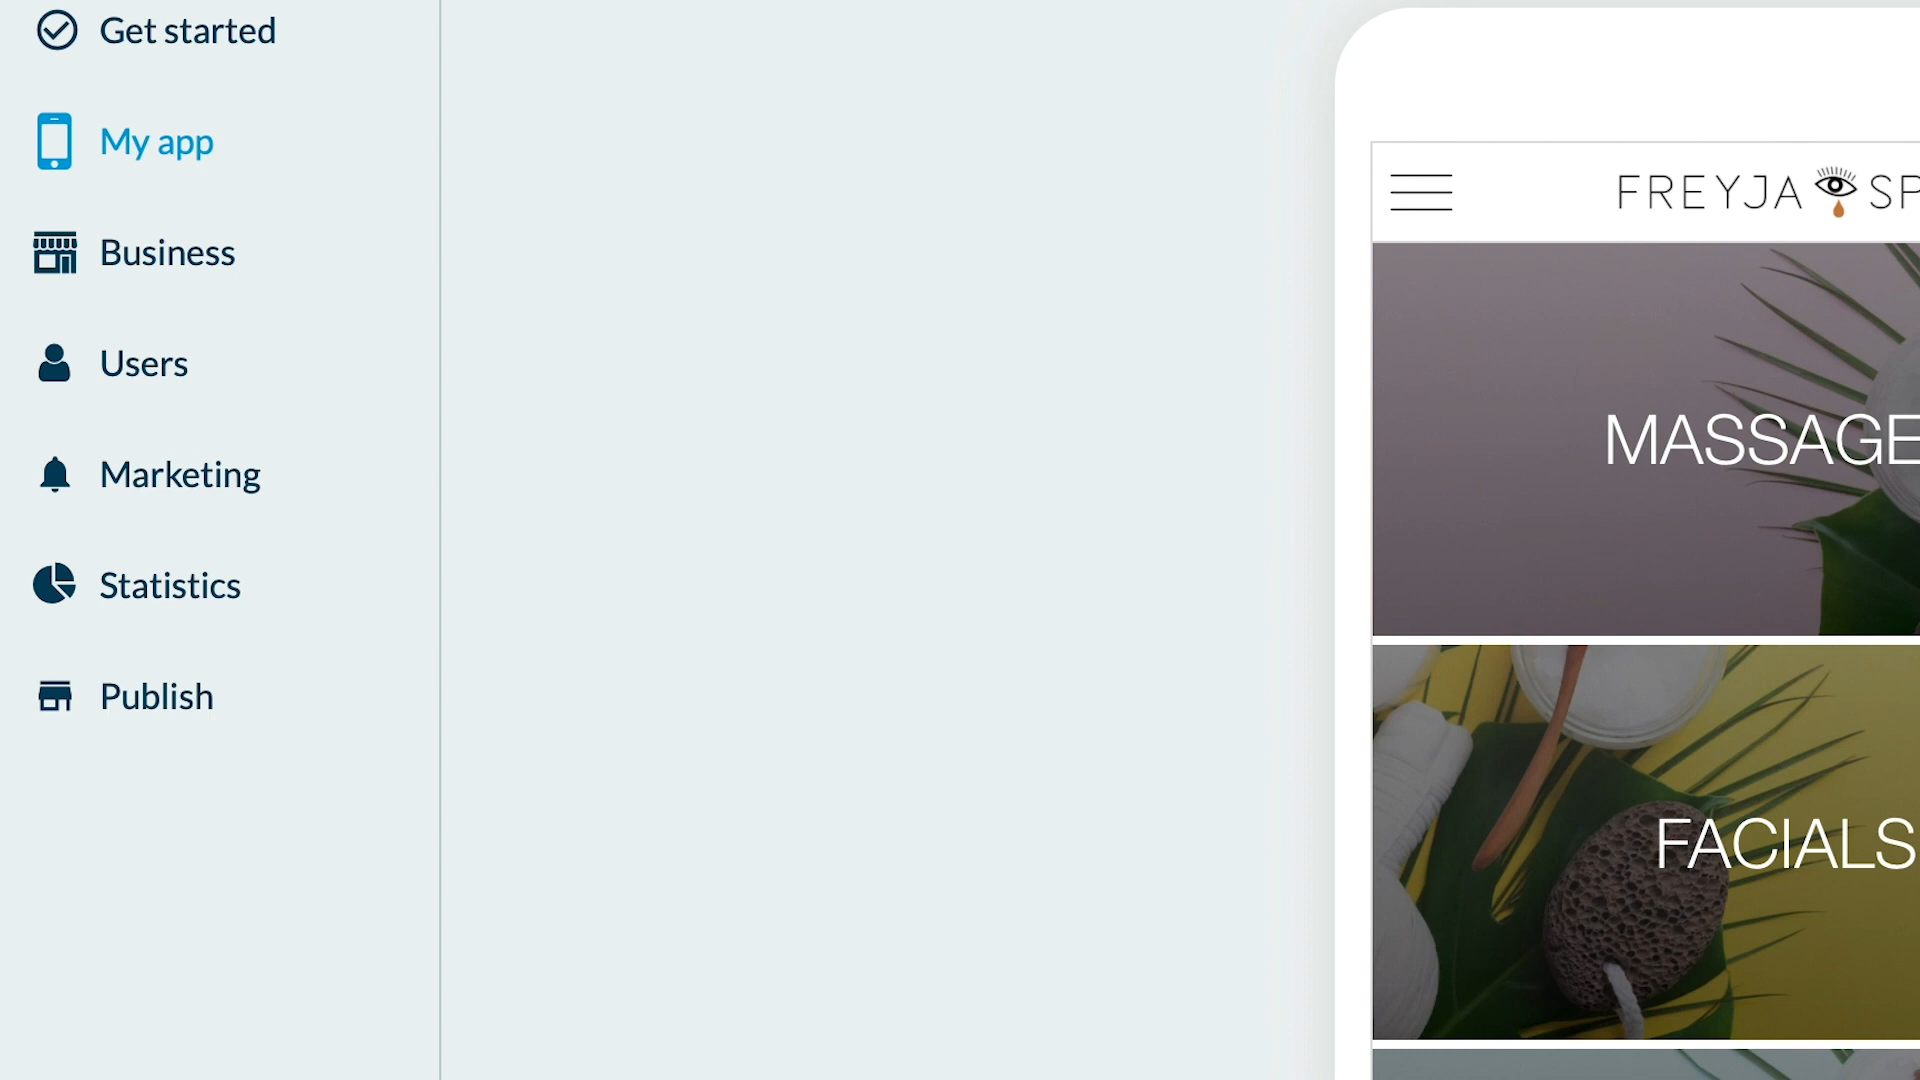 Get started
My app
Business
Users
Marketing
Statistics
Publish
FREYJA SP
MASSAGE
FACIALS